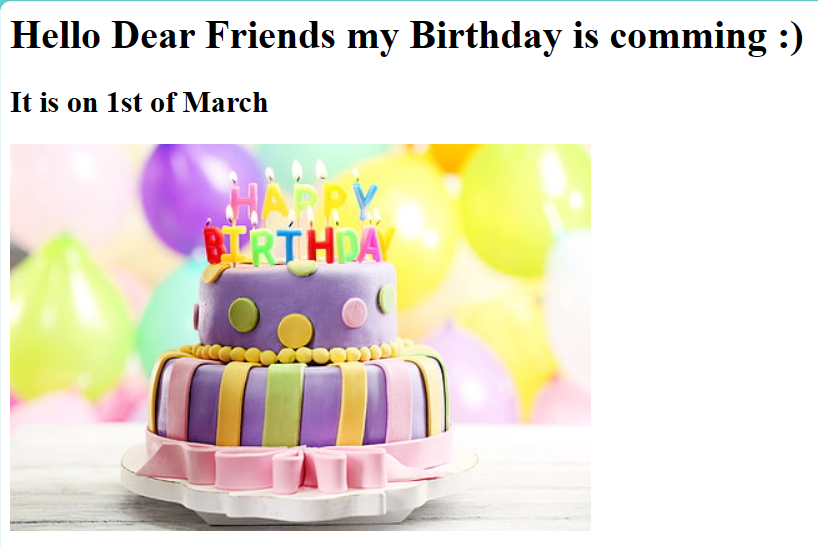 Hello Dear Friends my Birthday is comming :)
It is on 1st of March
HAPPY
BIRTHDAY